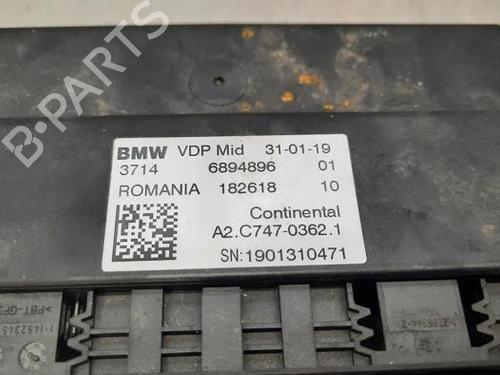 B-PARTS
BMW VDP Mid 31-01-19
3714 6894896 01
ROMANIA 182618 10
Continental
A2.C747-0362.1
SN:1901310471